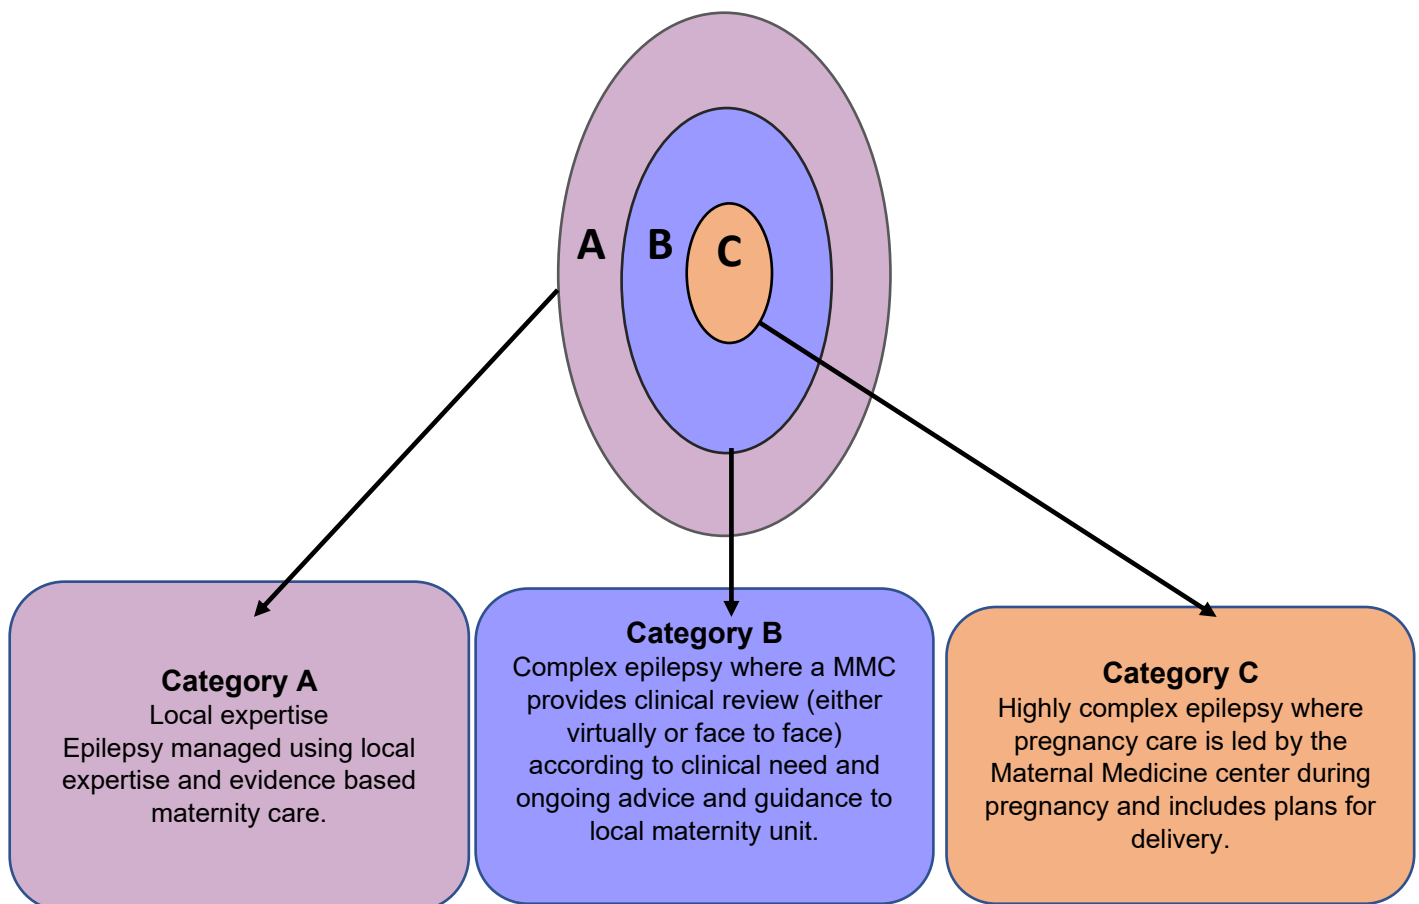 A
B
C
Category A
Local expertise
Epilepsy managed using local
expertise and evidence based
maternity care.
Category B
Complex epilepsy where a MMC
provides clinical review (either
virtually or face to face)
according to clinical need and
ongoing advice and guidance to
local maternity unit.
Category C
Highly complex epilepsy where
pregnancy care is led by the
Maternal Medicine center during
pregnancy and includes plans for
delivery.